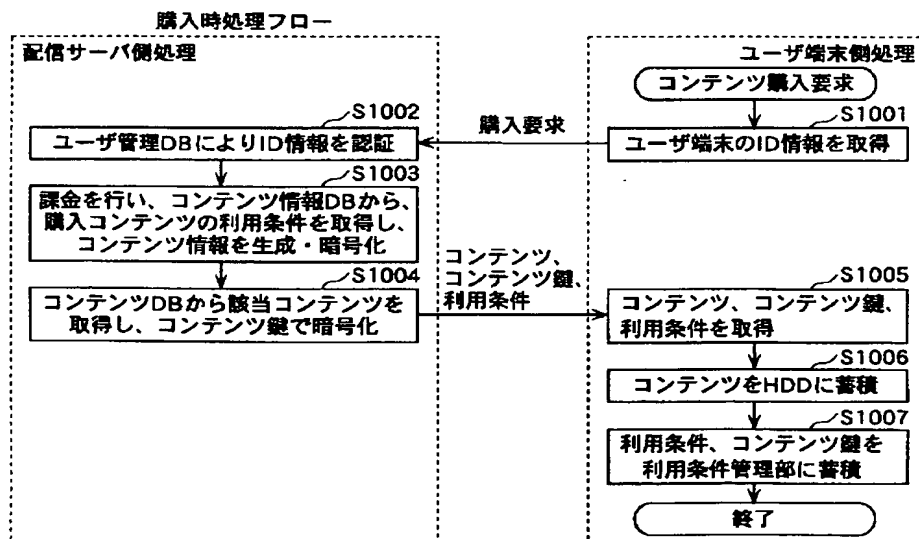 購入時処理フロー
配信サーバ側処理
ユーザ端末側処理
コンテンツ購入要求
S1001
ユーザ端末のID情報を取得
購入要求
S1002
ユーザ管理DBによりID情報を認証
S1003
課金を行い、コンテンツ情報DBから、
購入コンテンツの利用条件を取得し、
コンテンツ情報を生成・暗号化
S1004
コンテンツDBから該当コンテンツを
取得し、コンテンツ鍵で暗号化
コンテンツ、
コンテンツ鍵、
利用条件
S1005
コンテンツ、コンテンツ鍵、
利用条件を取得
S1006
コンテンツをHDDに蓄積
S1007
利用条件、コンテンツ鍵を
利用条件管理部に蓄積
終了